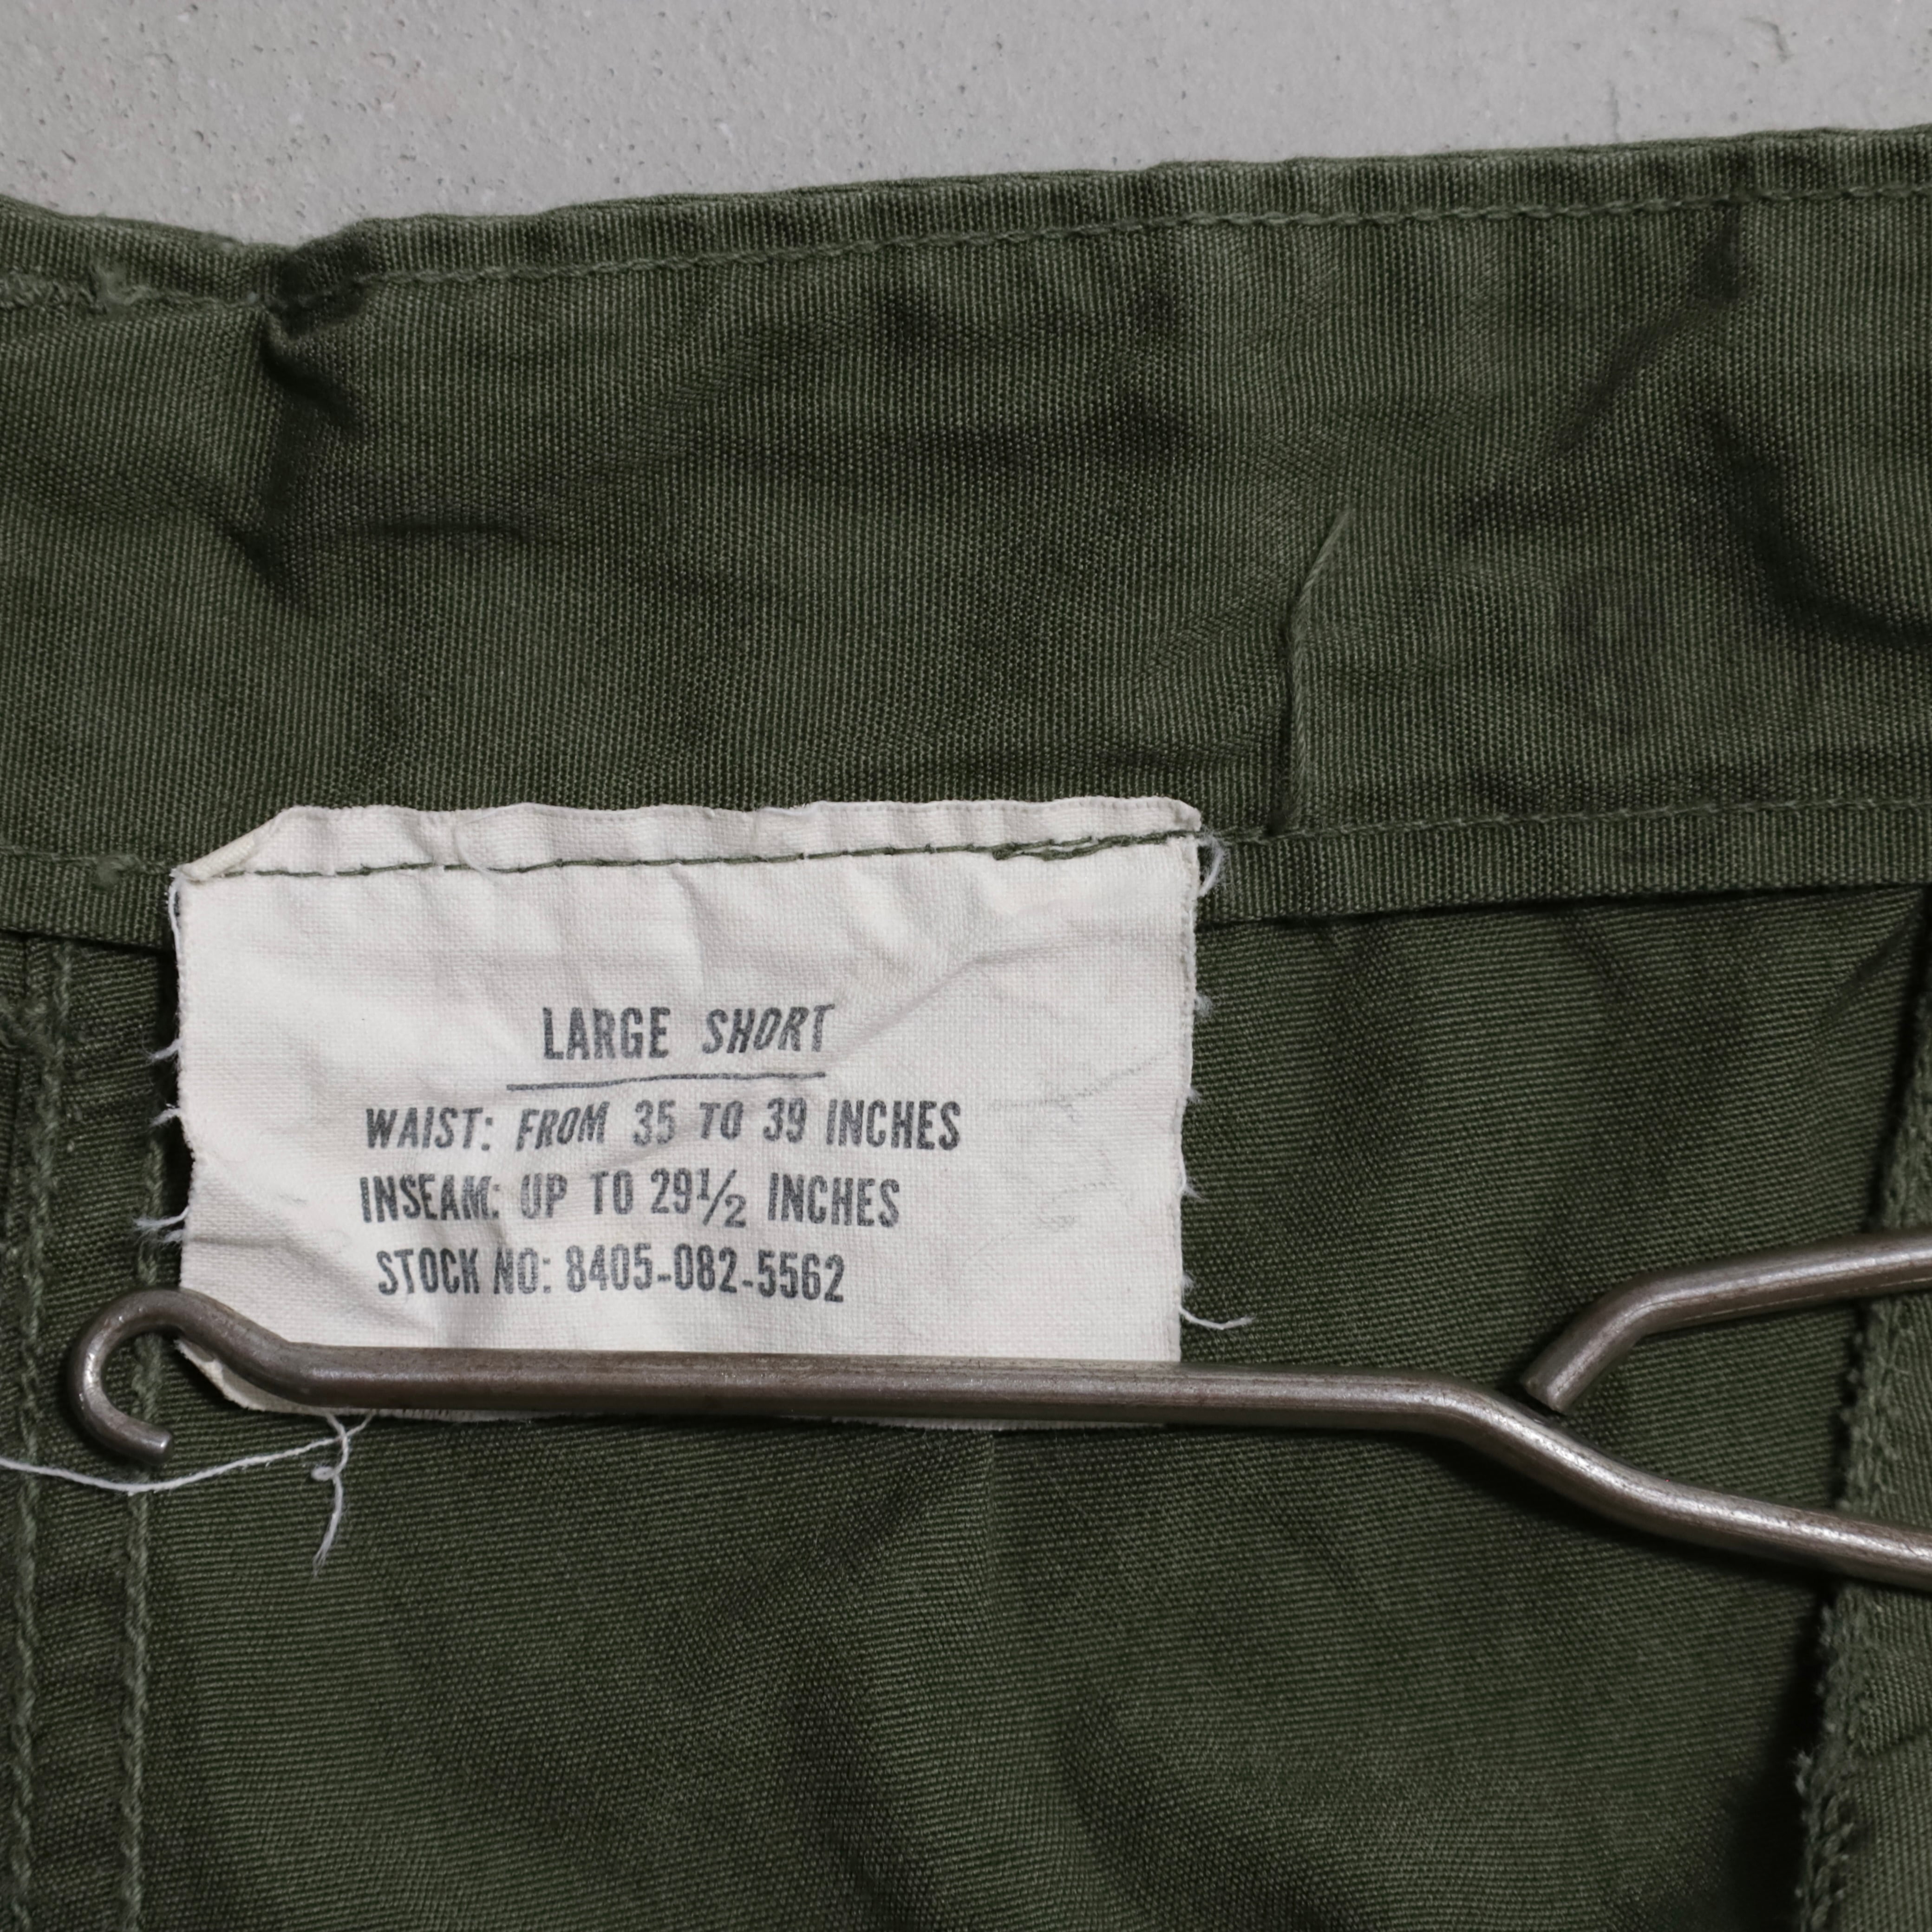 LARGE SHORT
WAIST: FROM 35 TO 39 INCHES
INSEAM: UP TO 29½ INCHES
STOCK NO: 8405-082-5562